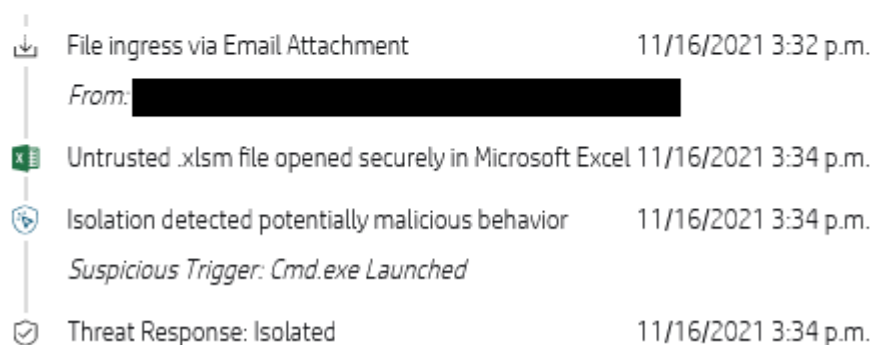 File ingress via Email Attachment 11/16/2021 3:32 p.m.
From:
Untrusted .xlsm file opened securely in Microsoft Excel 11/16/2021 3:34 p.m.
Isolation detected potentially malicious behavior 11/16/2021 3:34 p.m.
Suspicious Trigger: Cmd.exe Launched
Threat Response: Isolated 11/16/2021 3:34 p.m.